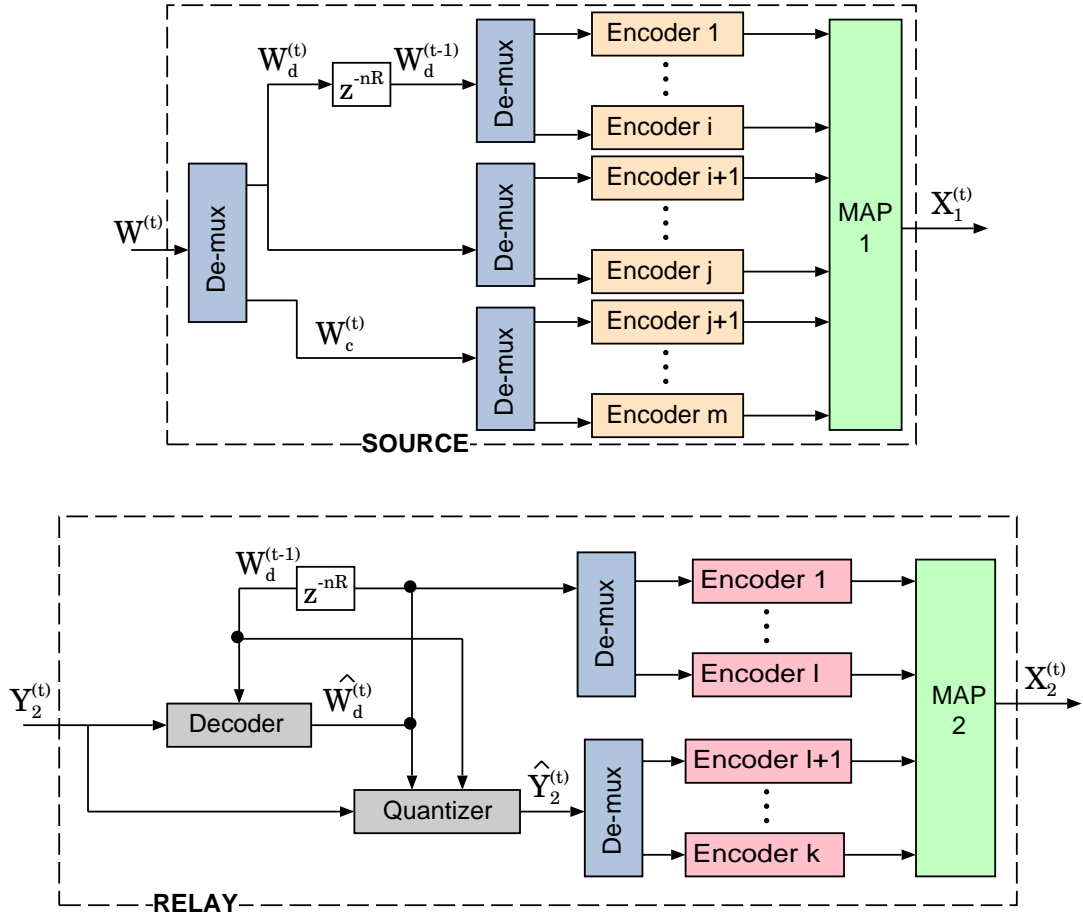 W_d^(t)
z^-nR
W_d^(t-1)
De-mux
Encoder 1
Encoder i
W^(t)
De-mux
De-mux
Encoder i+1
Encoder j
MAP
1
X_1^(t)
W_c^(t)
De-mux
Encoder j+1
Encoder m
SOURCE
W_d^(t-1)
z^-nR
De-mux
Encoder 1
Encoder l
Y_2^(t)
Decoder
Ŵ_d^(t)
MAP
2
X_2^(t)
Quantizer
Ŷ_2^(t)
De-mux
Encoder l+1
Encoder k
RELAY